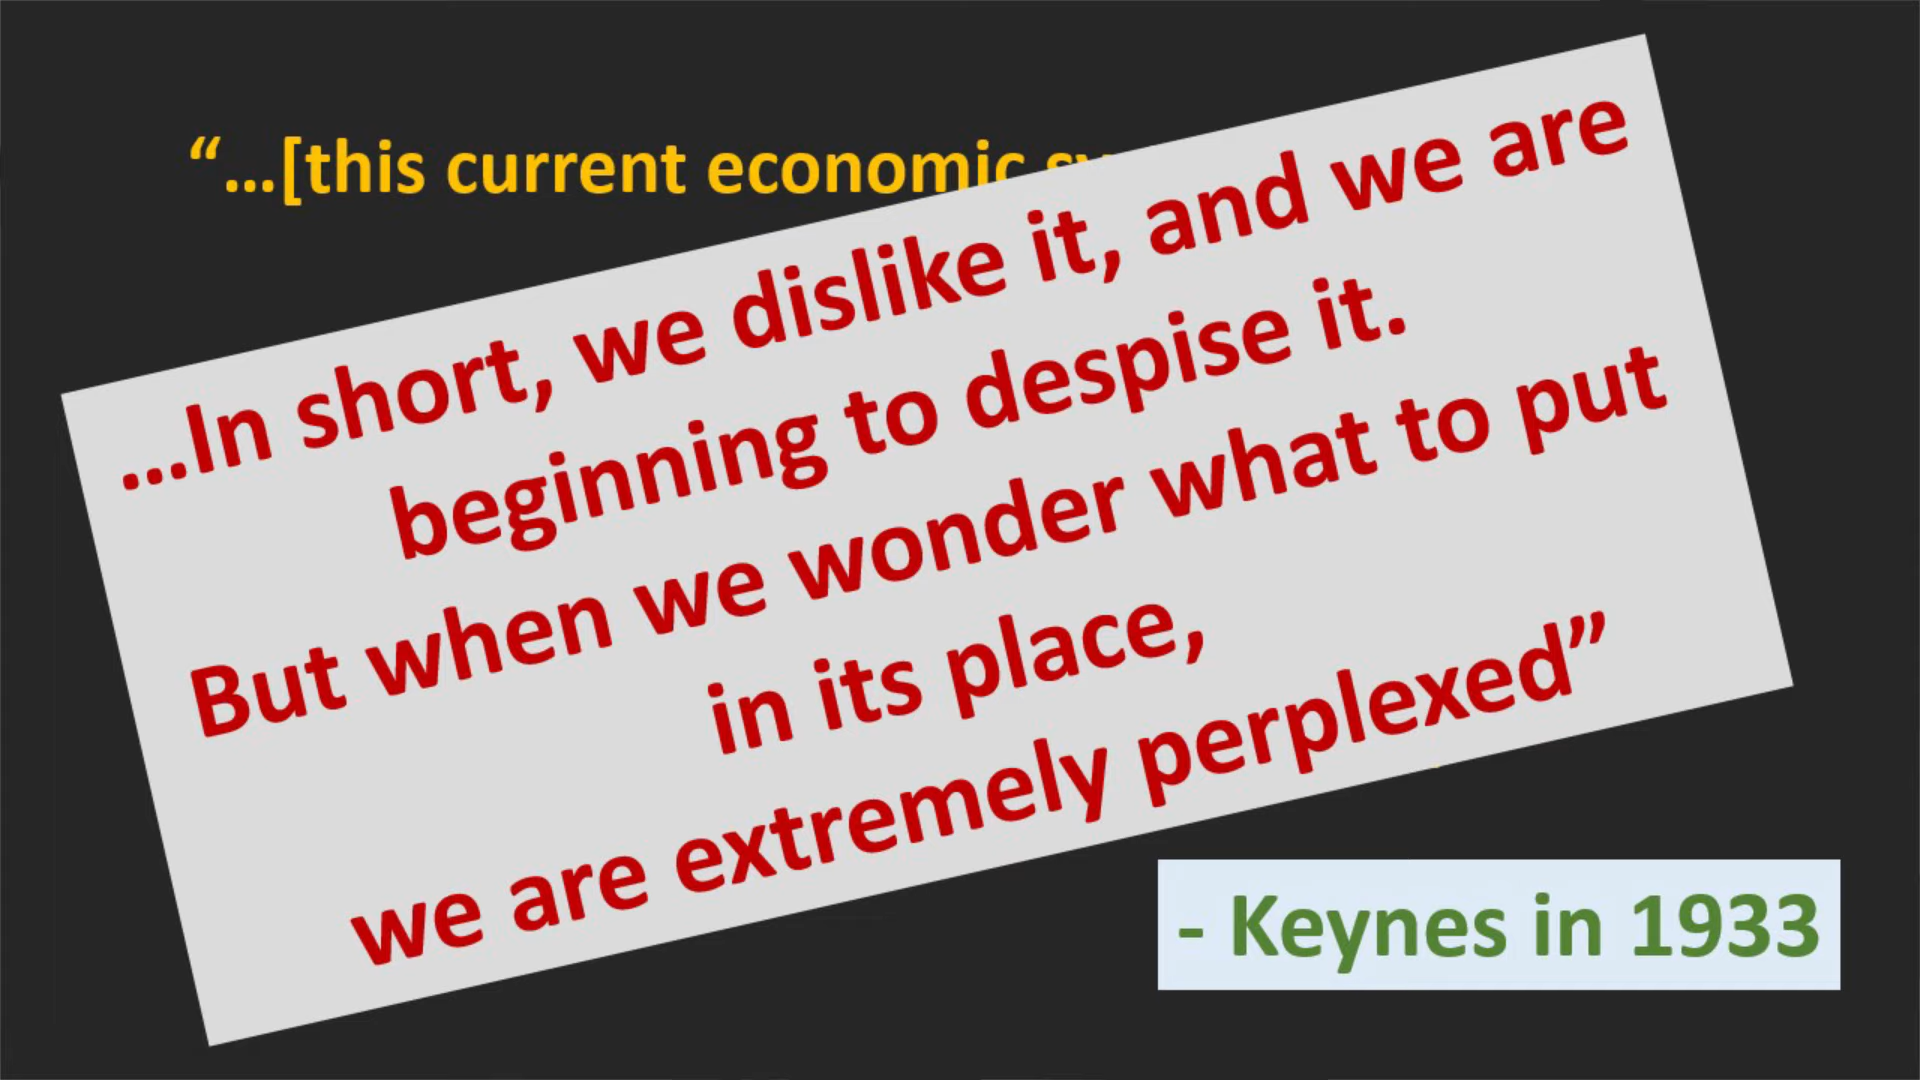 “...[this current economic
...In short, we dislike it, and we are
beginning to despise it.
But when we wonder what to put
in its place,
we are extremely perplexed”
- Keynes in 1933